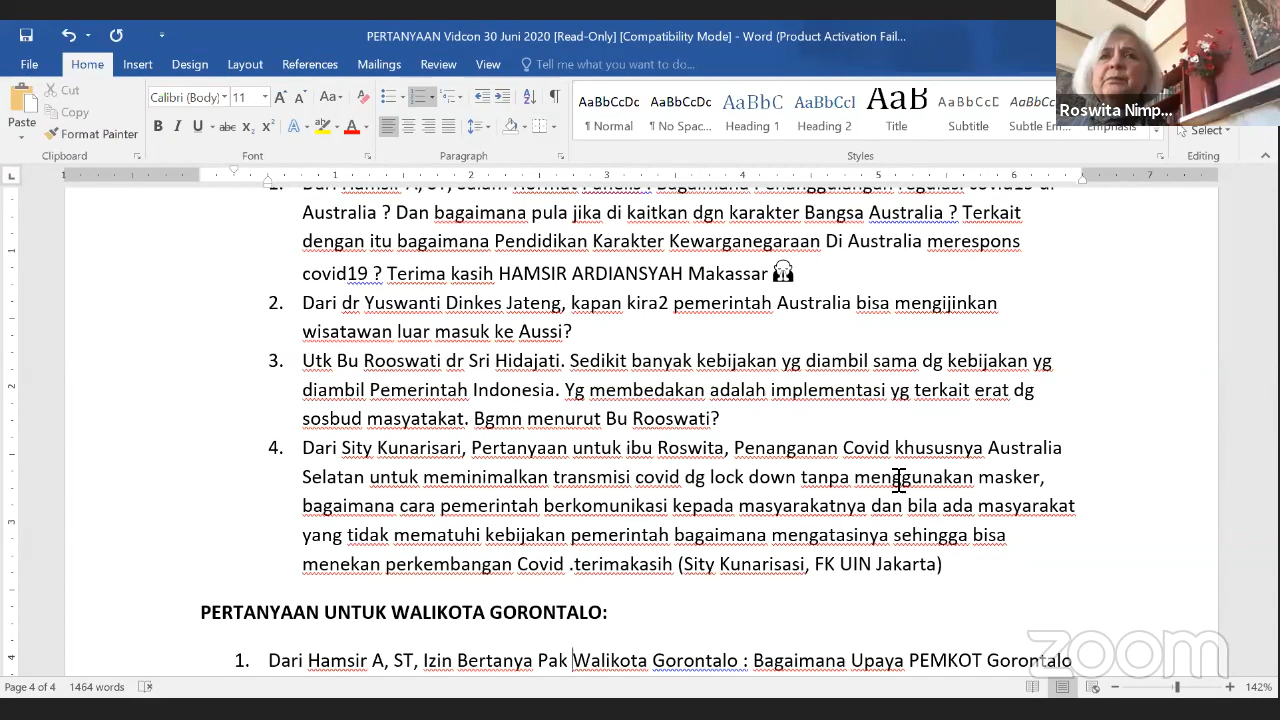 PERTANYAAN Vidcon 30 Juni 2020 [Read-Only] [Compatibility Mode] - Word (Product Activation Fail...
Roswita Nimp...
File Home Insert Design Layout References Mailings Review View Tell me what you want to do...
Paste
Cut
Copy
Format Painter
Calibri (Body) 11
AaBbCcDc AaBbCcDc AaBbC AaBbCcI AaB AaBbCcD AaBbCc
¶ Normal ¶ No Spac... Heading 1 Heading 2 Title Subtitle Subtle Em...
Select
Clipboard Font Paragraph Styles Editing
1. Dari Hamsir A, ST, Salam Hormat : Bagaimana Penanggulangan regulasi covid19 di
Australia ? Dan bagaimana pula jika di kaitkan dgn karakter Bangsa Australia ? Terkait
dengan itu bagaimana Pendidikan Karakter Kewarganegaraan Di Australia merespons
covid19 ? Terima kasih HAMSIR ARDIANSYAH Makassar
2. Dari dr Yuswanti Dinkes Jateng, kapan kira2 pemerintah Australia bisa mengijinkan
wisatawan luar masuk ke Aussi?
3. Utk Bu Rooswati dr Sri Hidajati. Sedikit banyak kebijakan yg diambil sama dg kebijakan yg
diambil Pemerintah Indonesia. Yg membedakan adalah implementasi yg terkait erat dg
sosbud masyatakat. Bgmn menurut Bu Rooswati?
4. Dari Sity Kunarisari, Pertanyaan untuk ibu Roswita, Penanganan Covid khususnya Australia
Selatan untuk meminimalkan transmisi covid dg lock down tanpa menggunakan masker,
bagaimana cara pemerintah berkomunikasi kepada masyarakatnya dan bila ada masyarakat
yang tidak mematuhi kebijakan pemerintah bagaimana mengatasinya sehingga bisa
menekan perkembangan Covid .terimakasih (Sity Kunarisasi, FK UIN Jakarta)
PERTANYAAN UNTUK WALIKOTA GORONTALO:
1. Dari Hamsir A, ST, Izin Bertanya Pak Walikota Gorontalo : Bagaimana Upaya PEMKOT Gorontalo
zoom
Page 4 of 4 1464 words 142%